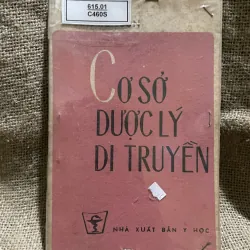 615.01
C460S
CƠ SỞ
DƯỢC LÝ
DI TRUYỀN
NHÀ XUẤT BẢN Y HỌC